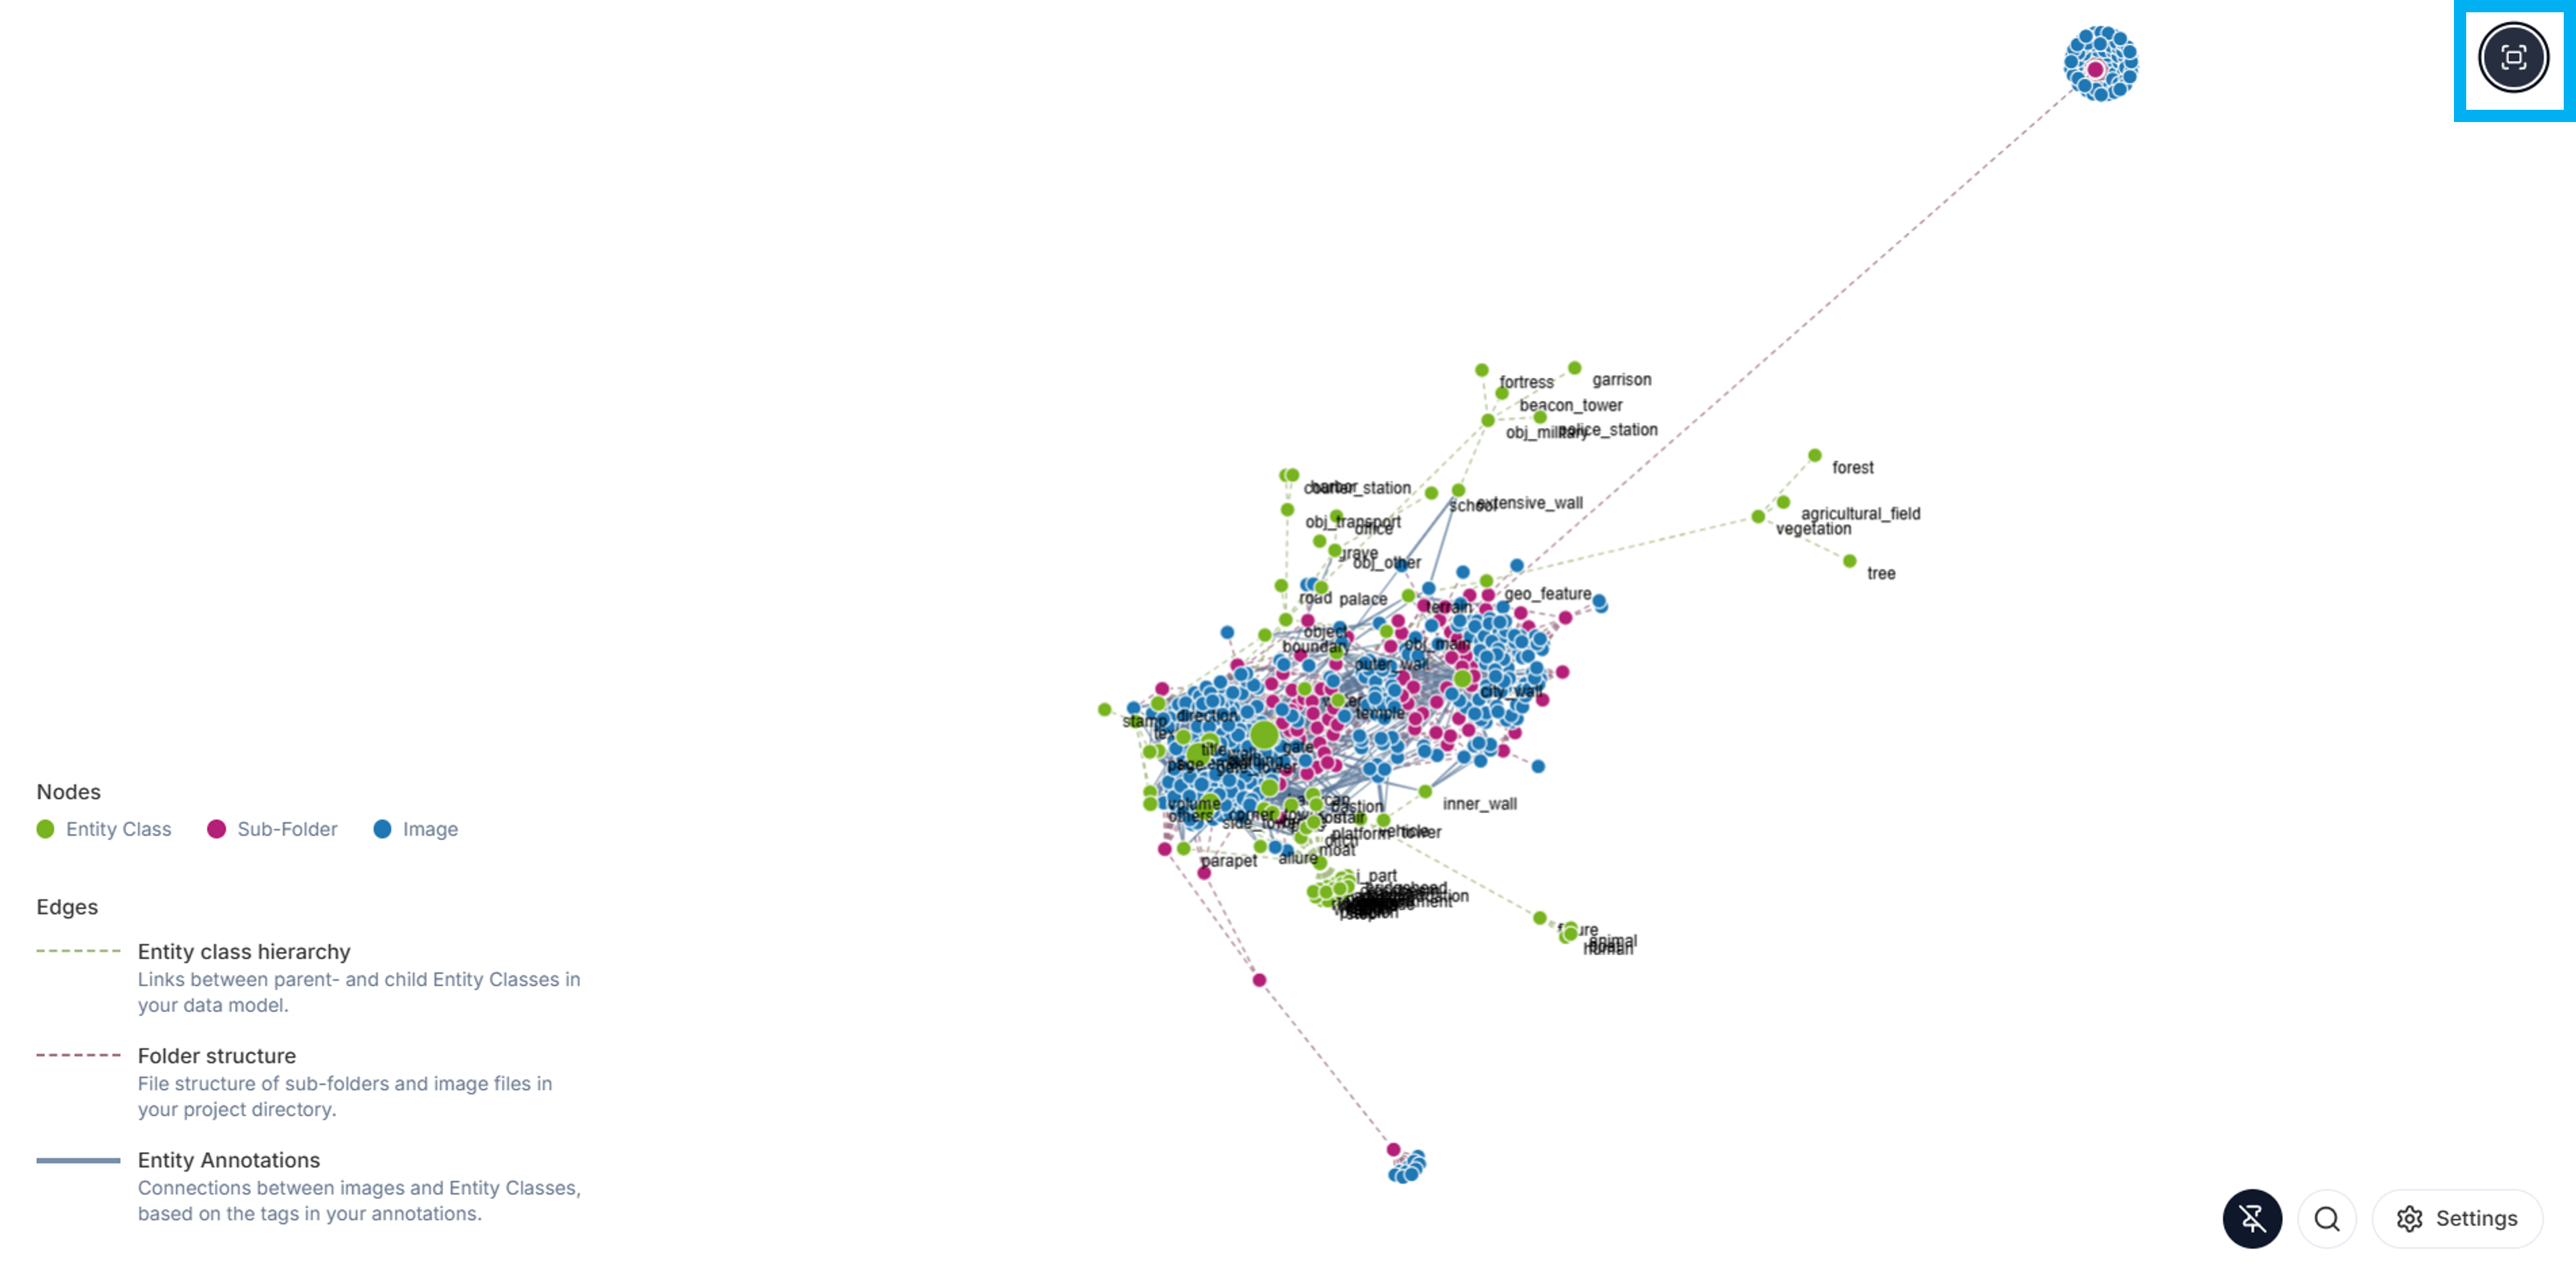 fortress
garrison
beacon_tower
obj_military
police_station
forest
courier_station
extensive_wall
school
agricultural_field
obj_transport
office
vegetation
grave
obj_other
tree
road
palace
geo_feature
terrain
object
obj_main
boundary
outer_wall
city_wall
temple
direction
stamp
title
gate
inner_wall
volume
bastion
others
platform
vehicle
tower
moat
allure
parapet
animal
human
Nodes
Entity Class
Sub-Folder
Image
Edges
Entity class hierarchy
Links between parent- and child Entity Classes in
your data model.
Folder structure
File structure of sub-folders and image files in
your project directory.
Entity Annotations
Connections between images and Entity Classes,
based on the tags in your annotations.
Settings